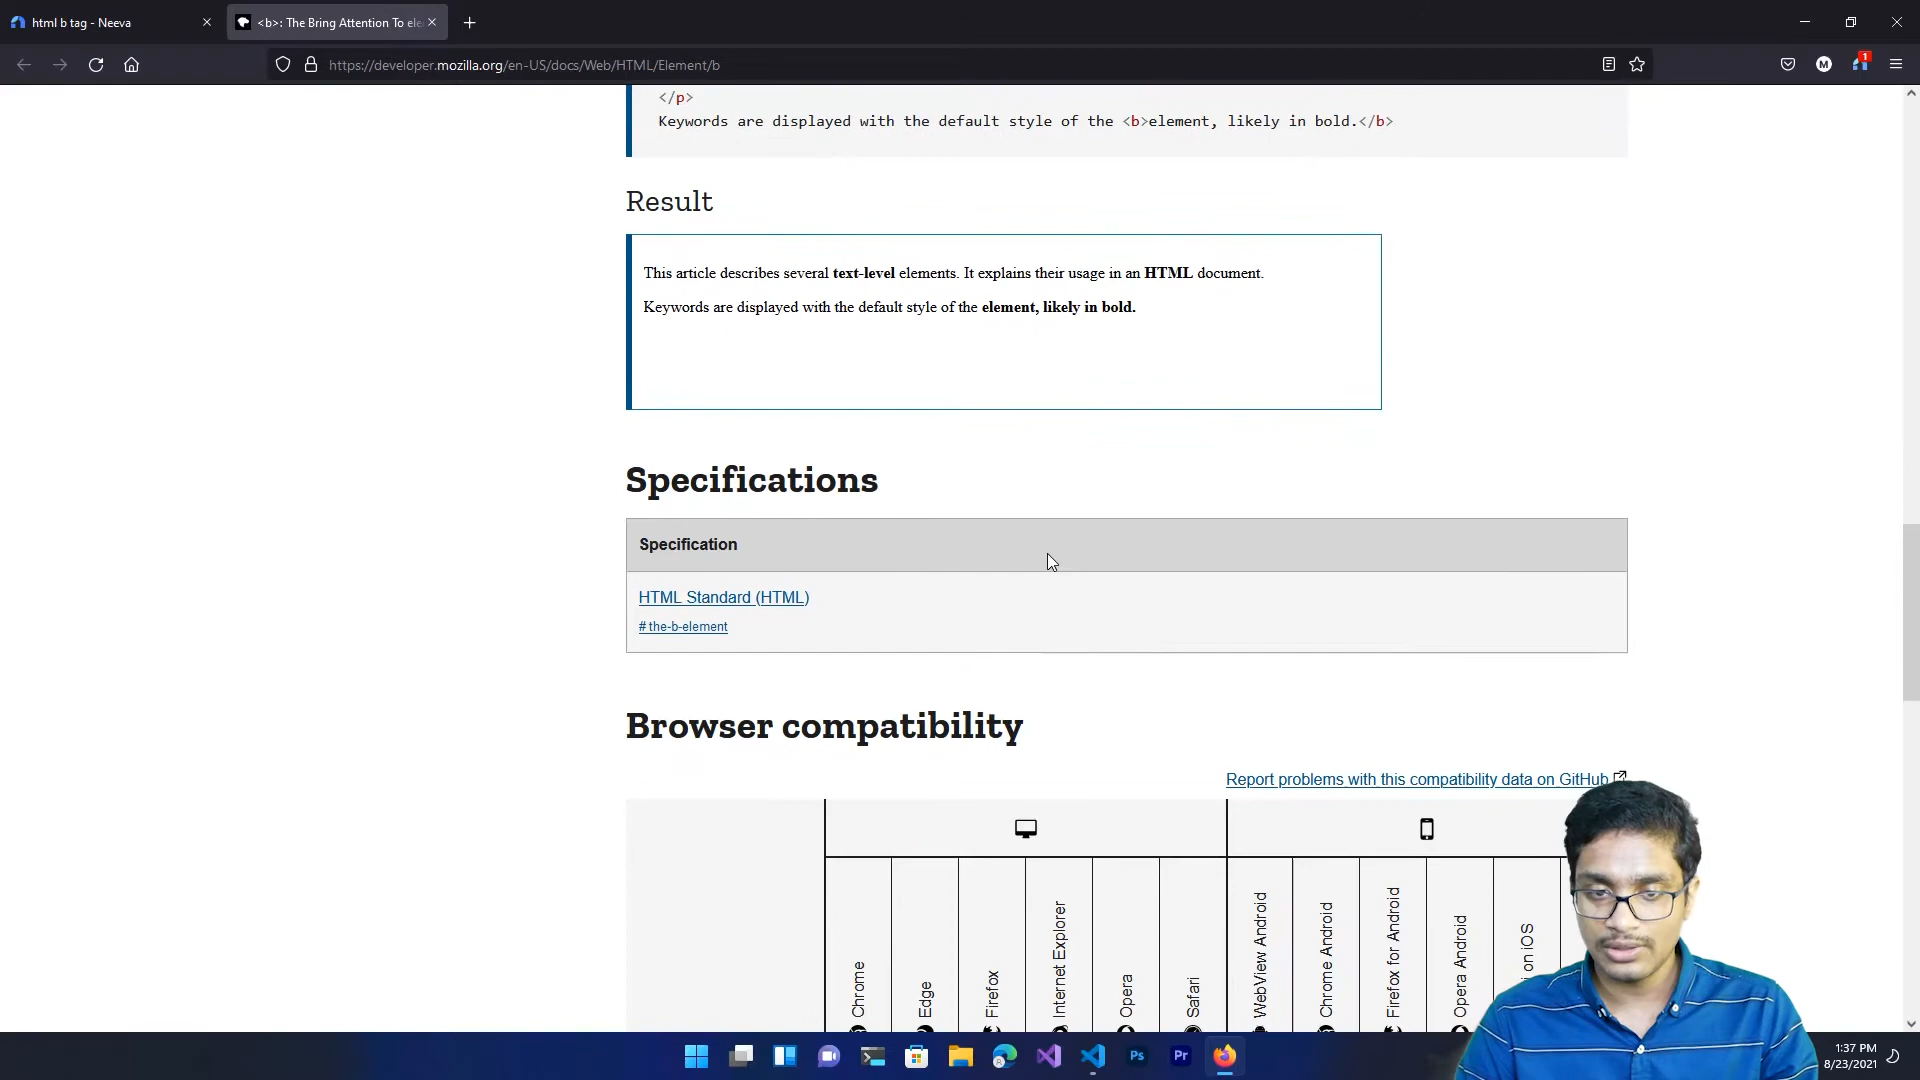 html b tag - Neeva
<b>: The Bring Attention To ele
https://developer.mozilla.org/en-US/docs/Web/HTML/Element/b
M
1
</p>
Keywords are displayed with the default style of the <b>element, likely in bold.</b>
Result
This article describes several text-level elements. It explains their usage in an HTML document.
Keywords are displayed with the default style of the element, likely in bold.
Specifications
Specification
HTML Standard (HTML)
# the-b-element
Browser compatibility
Report problems with this compatibility data on GitHub
Chrome
Edge
Firefox
Internet Explorer
Opera
Safari
WebView Android
Chrome Android
Firefox for Android
Opera Android
i on iOS
Ps
Pr
1:37 PM
8/23/2021